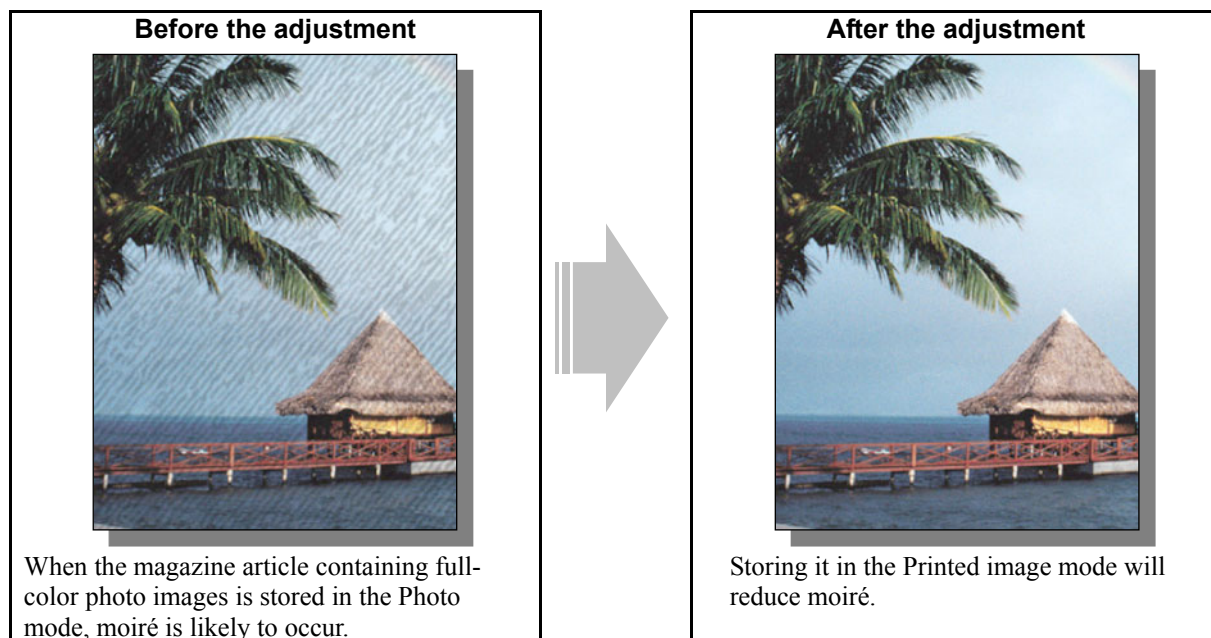 Before the adjustment
When the magazine article containing full-
color photo images is stored in the Photo
mode, moiré is likely to occur.
After the adjustment
Storing it in the Printed image mode will
reduce moiré.